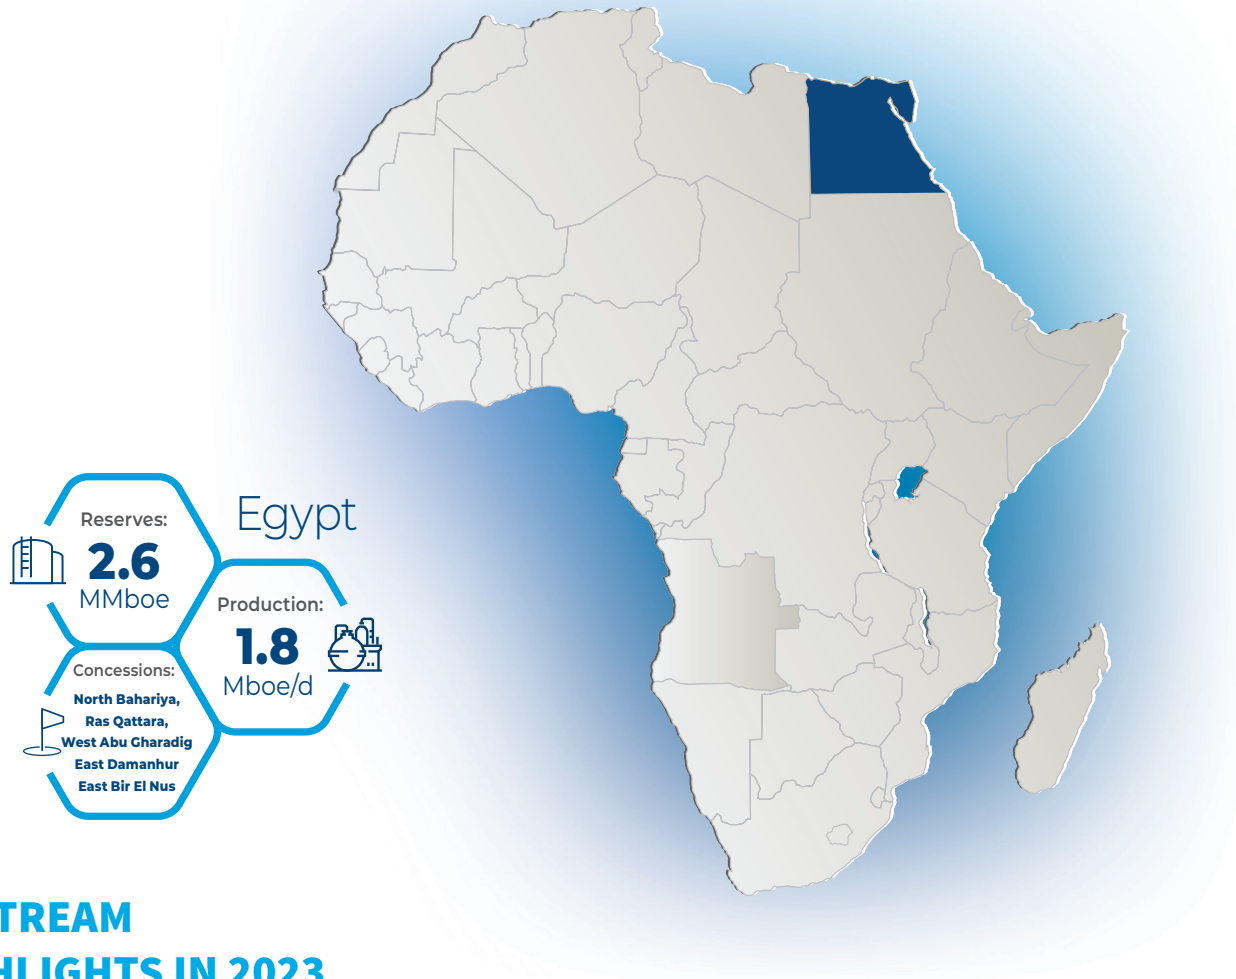 Egypt
Reserves:
2.6
MMboe
Production:
1.8
Mboe/d
Concessions:
North Bahariya,
Ras Qattara,
West Abu Gharadig
East Damanhur
East Bir El Nus
TREAM
HLIGHTS IN 2023